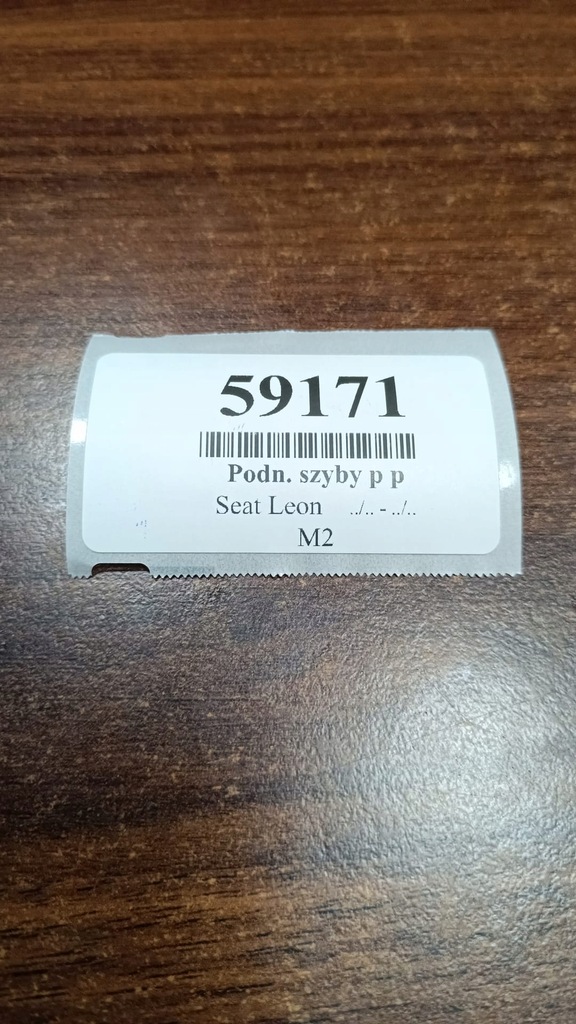 59171
Podn. szyby p p
Seat Leon ../.. - ../..
M2